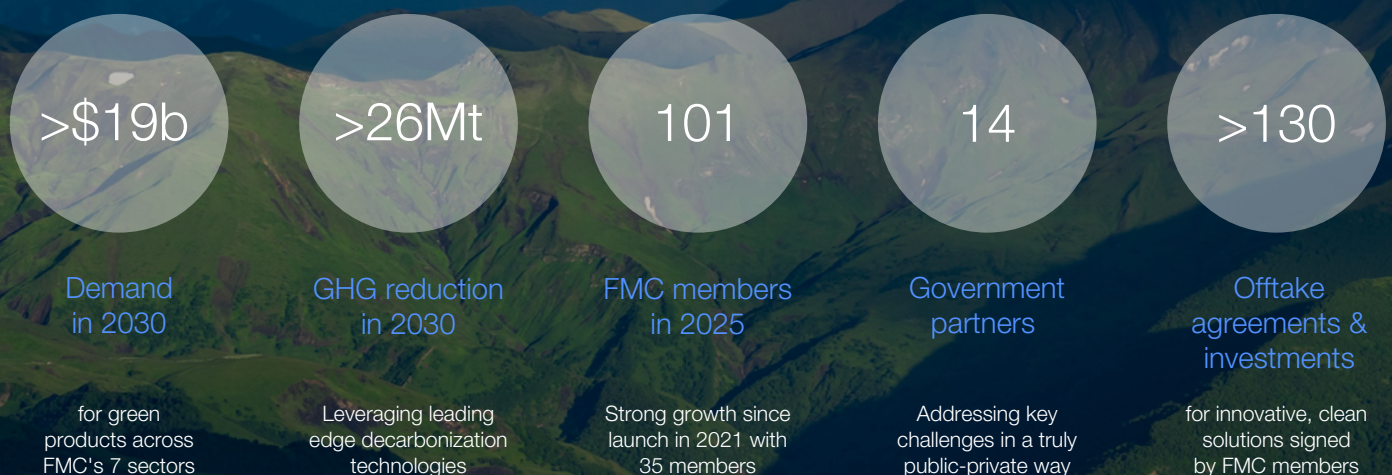 >$19b
Demand
in 2030
for green
products across
FMC's 7 sectors
>26Mt
GHG reduction
in 2030
Leveraging leading
edge decarbonization
technologies
101
FMC members
in 2025
Strong growth since
launch in 2021 with
35 members
14
Government
partners
Addressing key
challenges in a truly
public-private way
>130
Offtake
agreements &
investments
for innovative, clean
solutions signed
by FMC members